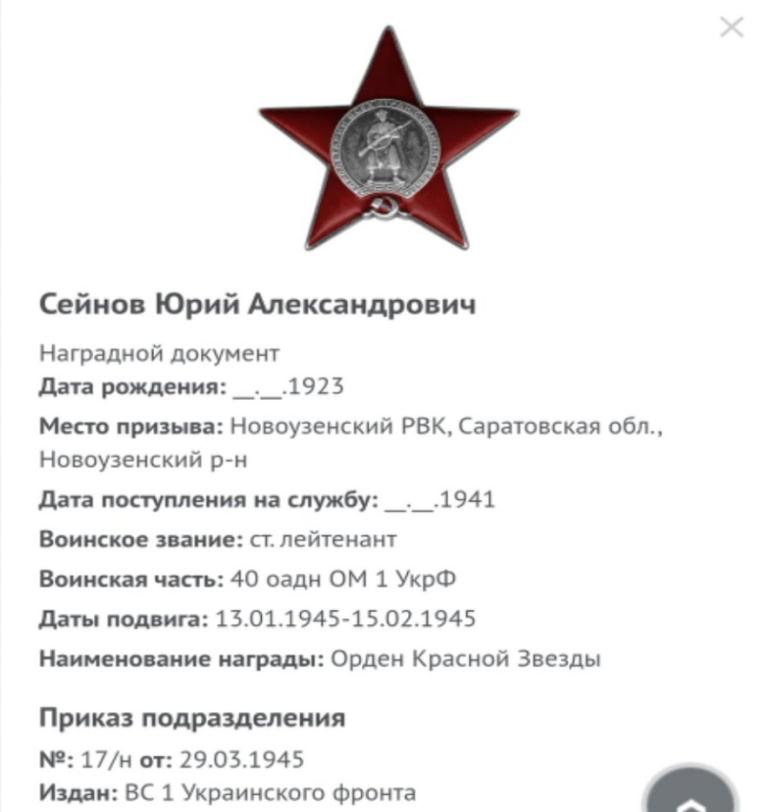 Сейнов Юрий Александрович
Наградной документ
Дата рождения: __.__.1923
Место призыва: Новоузенский РВК, Саратовская обл.,
Новоузенский р-н
Дата поступления на службу: __.__.1941
Воинское звание: ст. лейтенант
Воинская часть: 40 оадн ОМ 1 УкрФ
Даты подвига: 13.01.1945-15.02.1945
Наименование награды: Орден Красной Звезды
Приказ подразделения
№: 17/н от: 29.03.1945
Издан: ВС 1 Украинского фронта